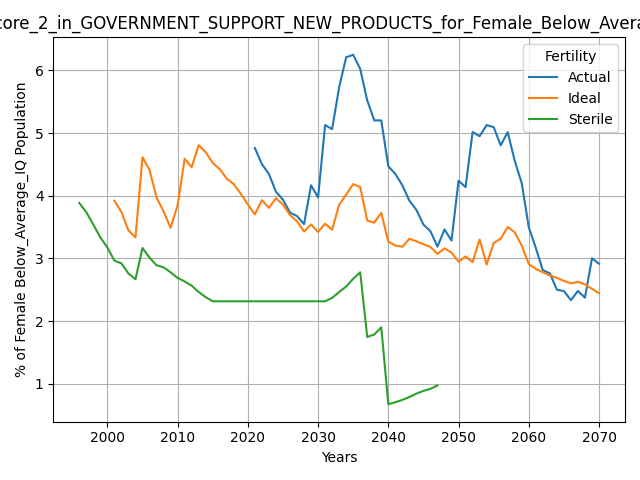 core_2_in_GOVERNMENT_SUPPORT_NEW_PRODUCTS_for_Female_Below_Avera
% of Female Below_Average_IQ Population
6
5
4
3
2
1
Fertility
Actual
Ideal
Sterile
2000 2010 2020 2030 2040 2050 2060 2070
Years